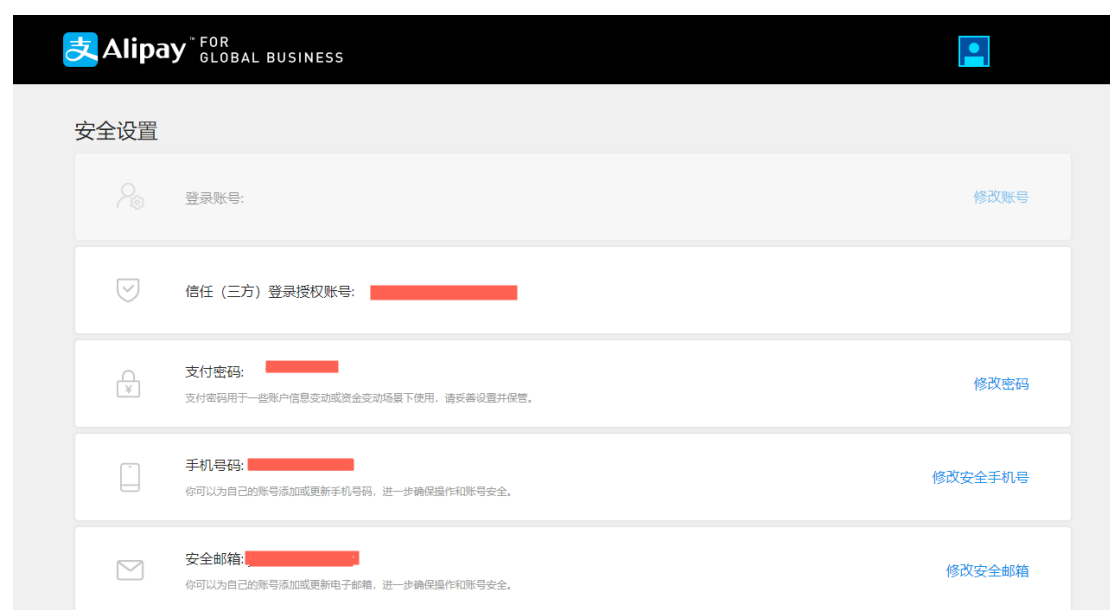 支 Alipay™ FOR
GLOBAL BUSINESS
安全设置
登录账号: 修改账号
信任（三方）登录授权账号:
支付密码: 修改密码
支付密码用于一些账户信息变动或资金变动场景下使用，请妥善设置并保管。
手机号码: 修改安全手机号
你可以为自己的账号添加或更新手机号码，进一步确保操作和账号安全。
安全邮箱: 修改安全邮箱
你可以为自己的账号添加或更新电子邮箱，进一步确保操作和账号安全。